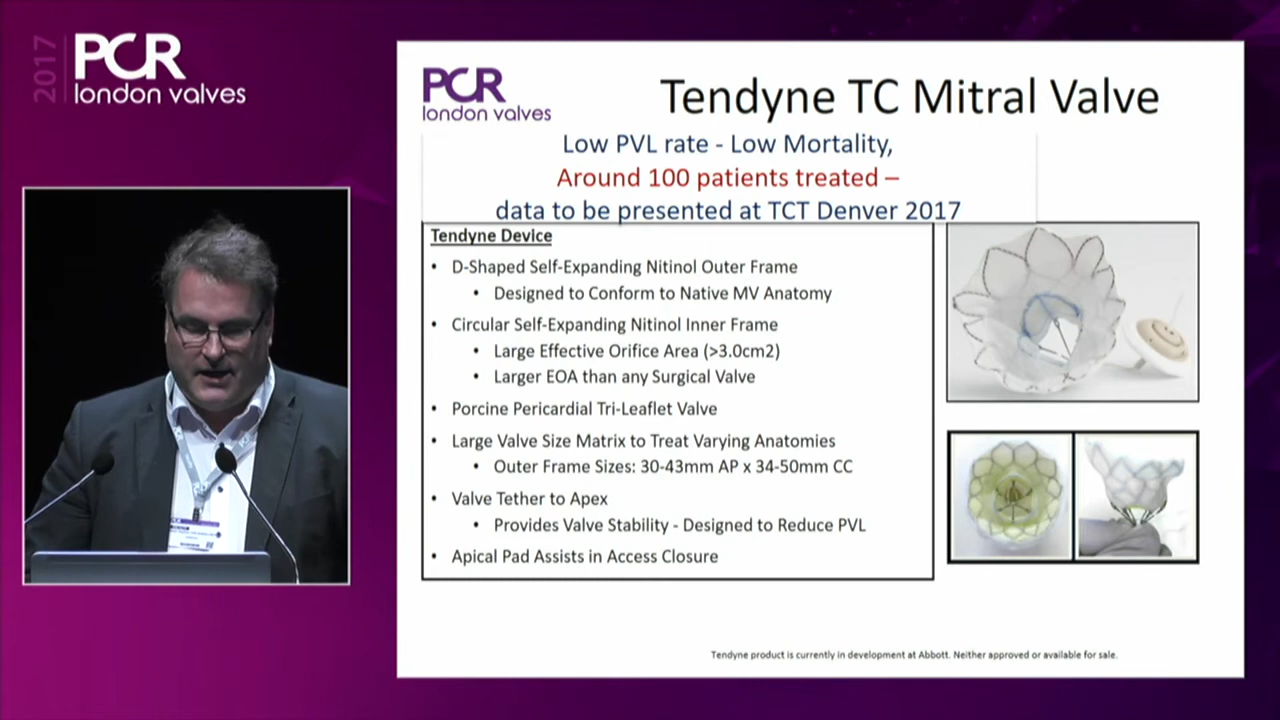 2017
PCR
london valves
PCR
london valves
Tendyne TC Mitral Valve
Low PVL rate - Low Mortality,
Around 100 patients treated –
data to be presented at TCT Denver 2017
Tendyne Device
• D-Shaped Self-Expanding Nitinol Outer Frame
• Designed to Conform to Native MV Anatomy
• Circular Self-Expanding Nitinol Inner Frame
• Large Effective Orifice Area (>3.0cm2)
• Larger EOA than any Surgical Valve
• Porcine Pericardial Tri-Leaflet Valve
• Large Valve Size Matrix to Treat Varying Anatomies
• Outer Frame Sizes: 30-43mm AP x 34-50mm CC
• Valve Tether to Apex
• Provides Valve Stability - Designed to Reduce PVL
• Apical Pad Assists in Access Closure
Tendyne product is currently in development at Abbott. Neither approved or available for sale.